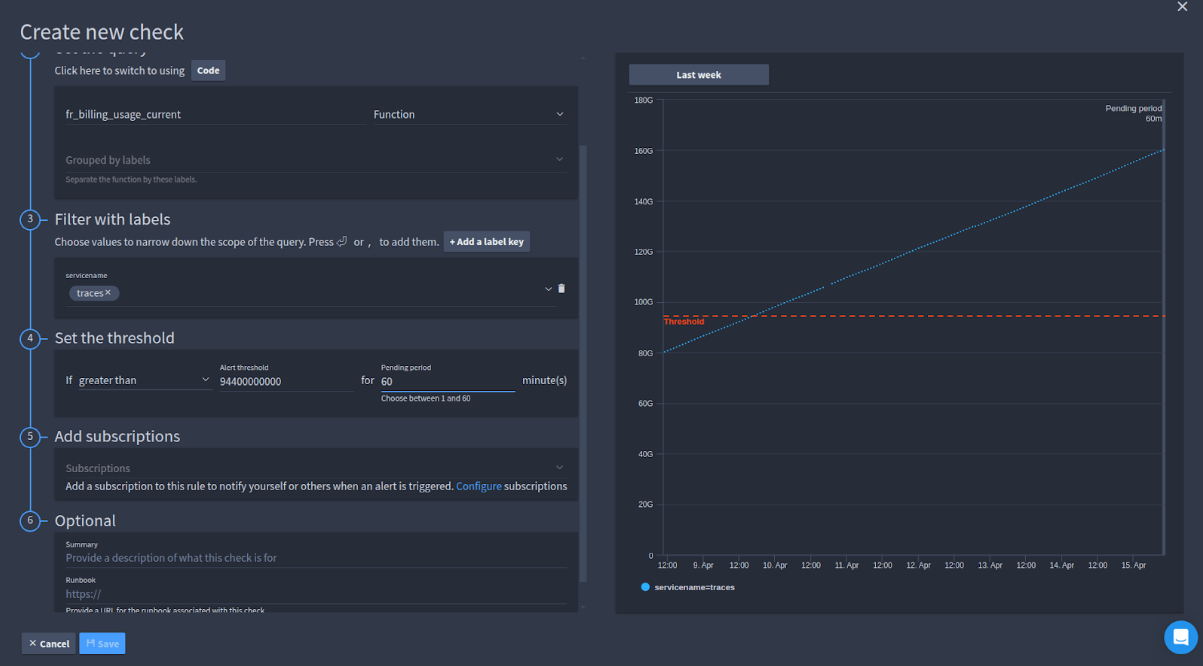 Create new check
Click here to switch to using Code
fr_billing_usage_current Function
Grouped by labels
Separate the function by these labels.
3 Filter with labels
Choose values to narrow down the scope of the query. Press ⏎ or , to add them. + Add a label key
servicename
traces ×
4 Set the threshold
Alert threshold Pending period
If greater than 94400000000 for 60 minute(s)
Choose between 1 and 60
5 Add subscriptions
Subscriptions
Add a subscription to this rule to notify yourself or others when an alert is triggered. Configure subscriptions
6 Optional
Summary
Provide a description of what this check is for
Runbook
https://
Provide a URL for the runbook associated with this check
× Cancel Save
Last week
180G
Pending period
60m
160G
140G
120G
100G
Threshold
80G
60G
40G
20G
0
12:00 9. Apr 12:00 10. Apr 12:00 11. Apr 12:00 12. Apr 12:00 13. Apr 12:00 14. Apr 12:00 15. Apr
servicename=traces